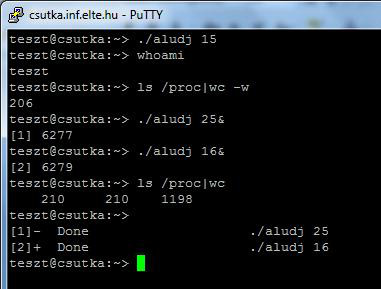 csutka.inf.elte.hu - PuTTY
teszt@csutka:~> ./aludj 15
teszt@csutka:~> whoami
teszt
teszt@csutka:~> ls /proc|wc -w
206
teszt@csutka:~> ./aludj 25&
[1] 6277
teszt@csutka:~> ./aludj 16&
[2] 6279
teszt@csutka:~> ls /proc|wc
210 210 1198
teszt@csutka:~>
[1]- Done ./aludj 25
[2]+ Done ./aludj 16
teszt@csutka:~>